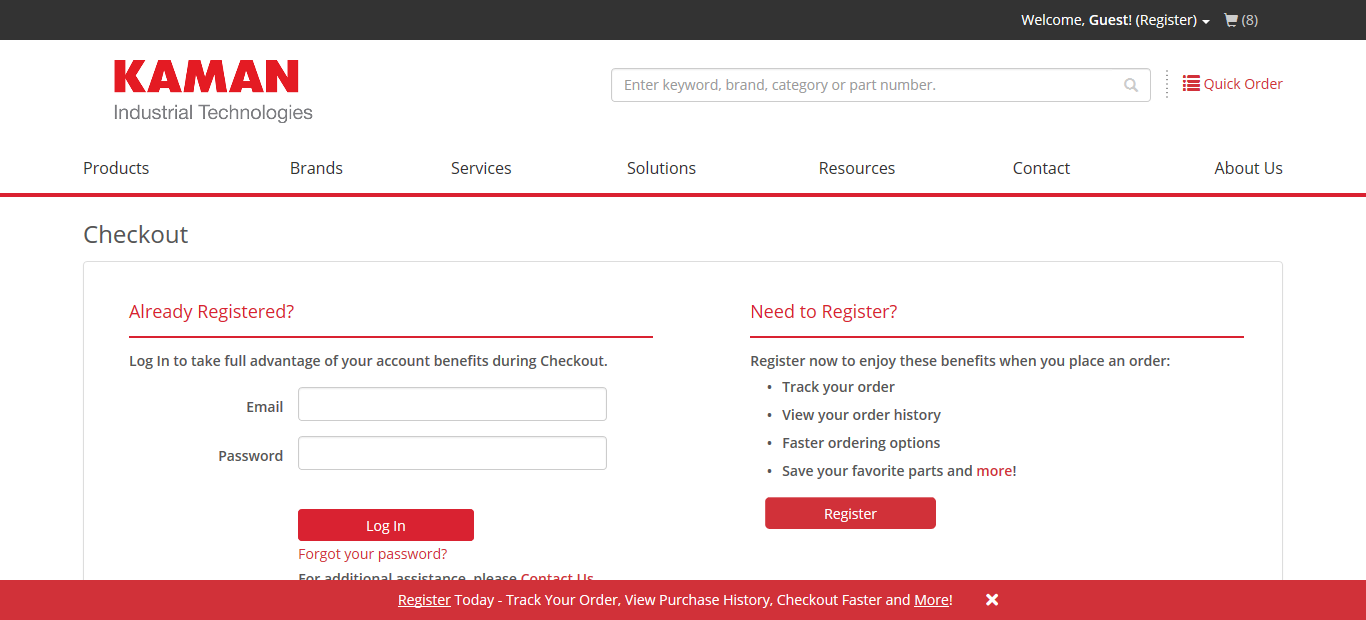 Welcome, Guest! (Register) (8)
KAMAN
Industrial Technologies
Enter keyword, brand, category or part number.
Quick Order
Products Brands Services Solutions Resources Contact About Us
Checkout
Already Registered?
Log In to take full advantage of your account benefits during Checkout.
Email
Password
Log In
Forgot your password?
For additional assistance, please Contact Us
Need to Register?
Register now to enjoy these benefits when you place an order:
• Track your order
• View your order history
• Faster ordering options
• Save your favorite parts and more!
Register
Register Today - Track Your Order, View Purchase History, Checkout Faster and More!